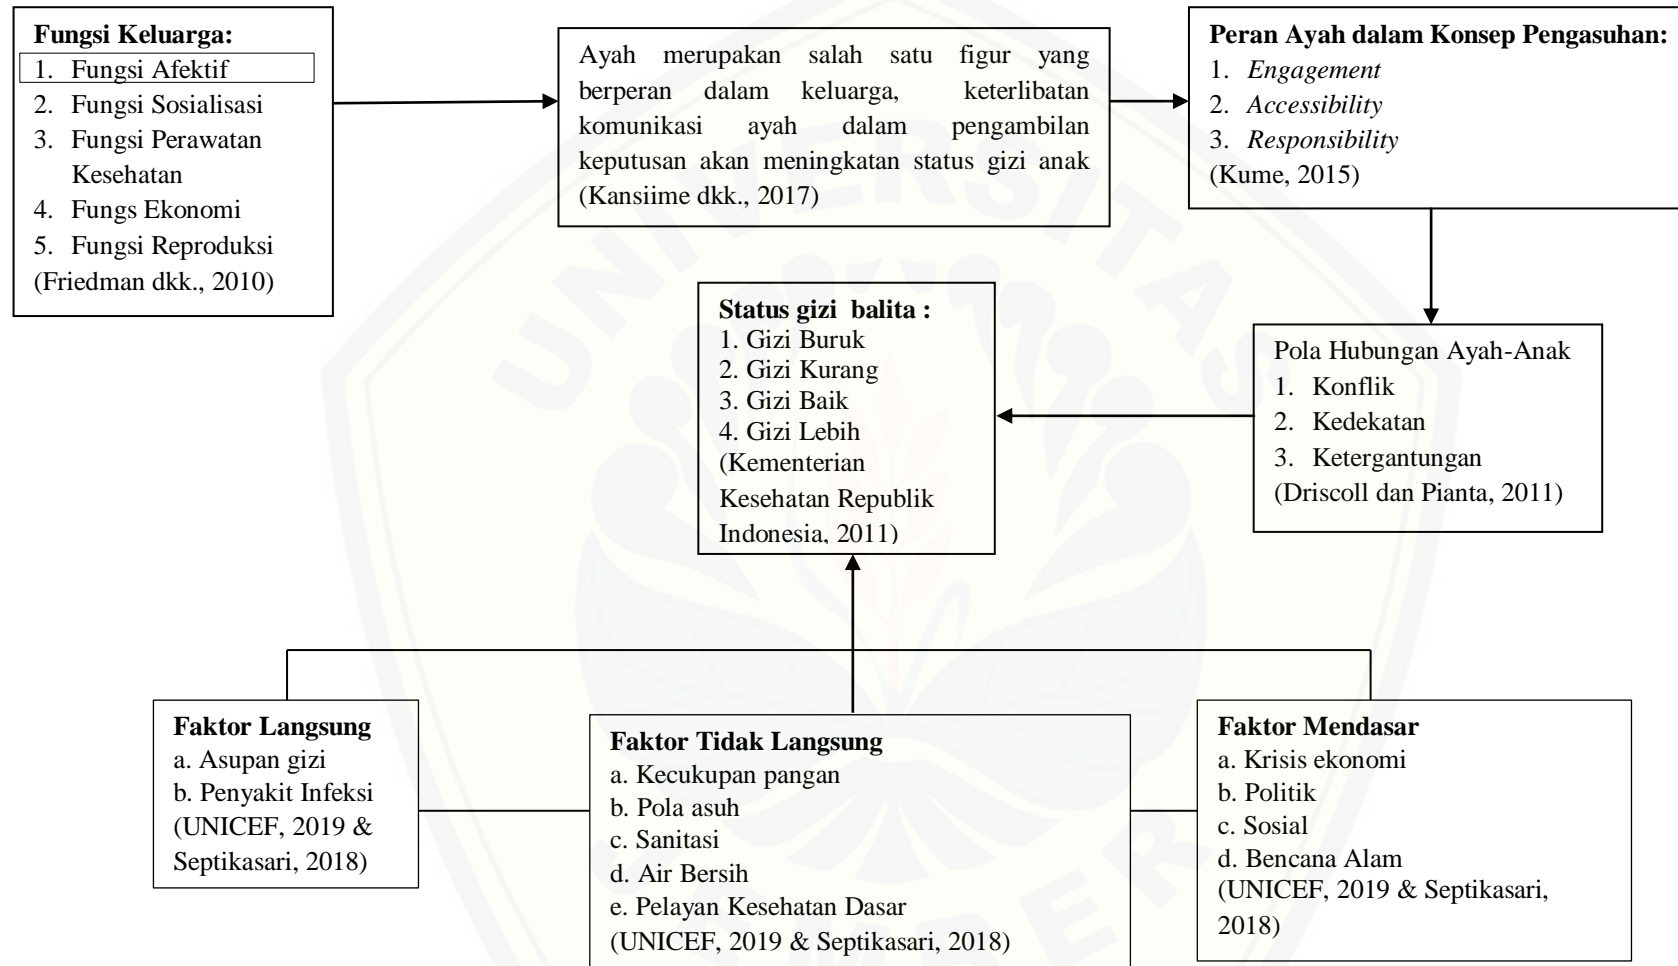 Fungsi Keluarga:
1. Fungsi Afektif
2. Fungsi Sosialisasi
3. Fungsi Perawatan
Kesehatan
4. Fungs Ekonomi
5. Fungsi Reproduksi
(Friedman dkk., 2010)
Ayah merupakan salah satu figur yang
berperan dalam keluarga, keterlibatan
komunikasi ayah dalam pengambilan
keputusan akan meningkatan status gizi anak
(Kansiime dkk., 2017)
Peran Ayah dalam Konsep Pengasuhan:
1. Engagement
2. Accessibility
3. Responsibility
(Kume, 2015)
Status gizi balita :
1. Gizi Buruk
2. Gizi Kurang
3. Gizi Baik
4. Gizi Lebih
(Kementerian
Kesehatan Republik
Indonesia, 2011)
Pola Hubungan Ayah-Anak
1. Konflik
2. Kedekatan
3. Ketergantungan
(Driscoll dan Pianta, 2011)
Faktor Langsung
a. Asupan gizi
b. Penyakit Infeksi
(UNICEF, 2019 &
Septikasari, 2018)
Faktor Tidak Langsung
a. Kecukupan pangan
b. Pola asuh
c. Sanitasi
d. Air Bersih
e. Pelayan Kesehatan Dasar
(UNICEF, 2019 & Septikasari, 2018)
Faktor Mendasar
a. Krisis ekonomi
b. Politik
c. Sosial
d. Bencana Alam
(UNICEF, 2019 & Septikasari,
2018)
UNIVERSITAS